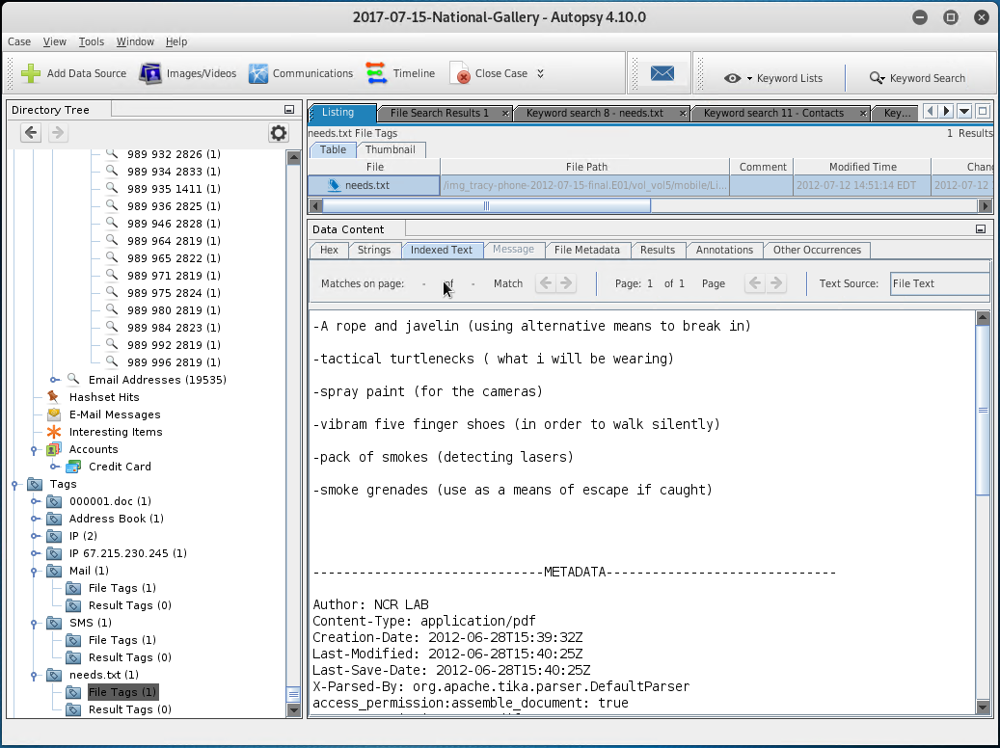 2017-07-15-National-Gallery - Autopsy 4.10.0
Case View Tools Window Help
Add Data Source Images/Videos Communications Timeline Close Case Keyword Lists Keyword Search
Directory Tree
989 932 2826 (1)
989 934 2833 (1)
989 935 1411 (1)
989 936 2825 (1)
989 946 2828 (1)
989 964 2819 (1)
989 965 2822 (1)
989 971 2819 (1)
989 975 2824 (1)
989 980 2819 (1)
989 984 2823 (1)
989 992 2819 (1)
989 996 2819 (1)
Email Addresses (19535)
Hashset Hits
E-Mail Messages
Interesting Items
Accounts
Credit Card
Tags
000001.doc (1)
Address Book (1)
IP (2)
IP 67.215.230.245 (1)
Mail (1)
File Tags (1)
Result Tags (0)
SMS (1)
File Tags (1)
Result Tags (0)
needs.txt (1)
File Tags (1)
Result Tags (0)
Listing File Search Results 1 Keyword search 8 - needs.txt Keyword search 11 - Contacts Key...
needs.txt File Tags 1 Results
Table Thumbnail
File File Path Comment Modified Time Chan
needs.txt /img_tracy-phone-2012-07-15-final.E01/vol_vol5/mobile/Li... 2012-07-12 14:51:14 EDT 2012-07-12
Data Content
Hex Strings Indexed Text Message File Metadata Results Annotations Other Occurrences
Matches on page: - of - Match Page: 1 of 1 Page Text Source: File Text
-A rope and javelin (using alternative means to break in)
-tactical turtlenecks ( what i will be wearing)
-spray paint (for the cameras)
-vibram five finger shoes (in order to walk silently)
-pack of smokes (detecting lasers)
-smoke grenades (use as a means of escape if caught)
------------------------------METADATA------------------------------
Author: NCR LAB
Content-Type: application/pdf
Creation-Date: 2012-06-28T15:39:32Z
Last-Modified: 2012-06-28T15:40:25Z
Last-Save-Date: 2012-06-28T15:40:25Z
X-Parsed-By: org.apache.tika.parser.DefaultParser
access_permission:assemble_document: true